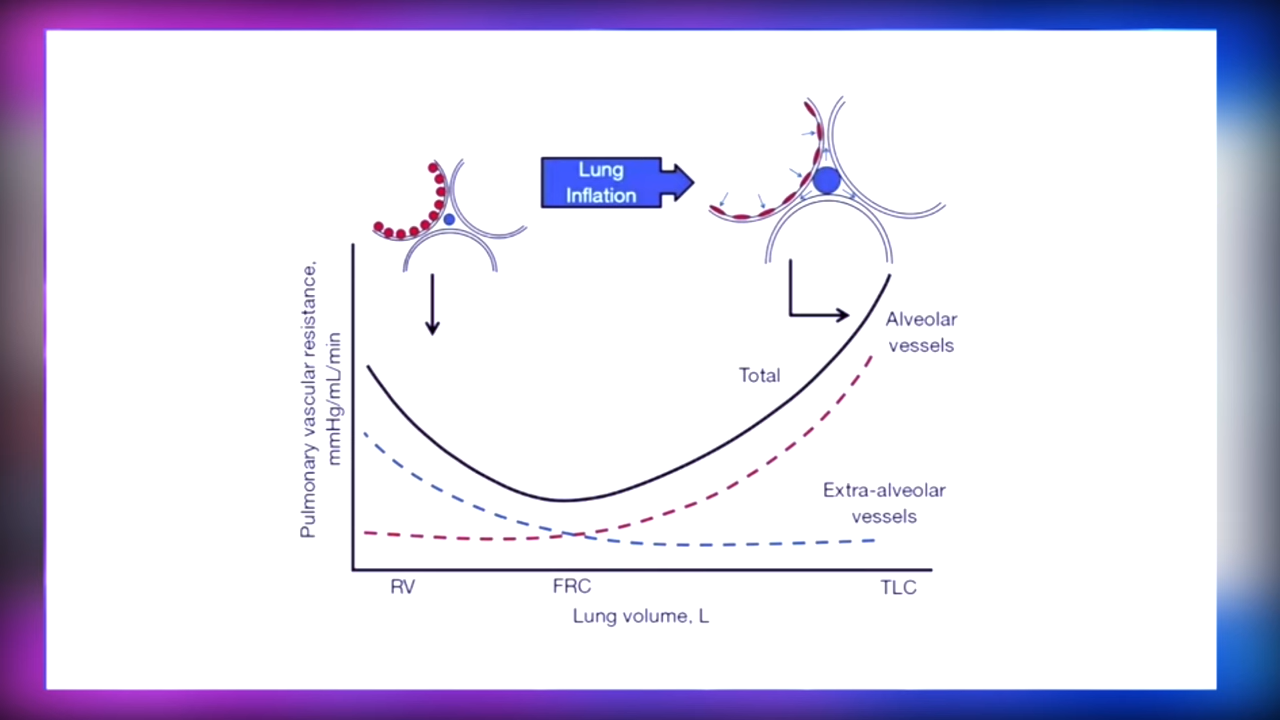 Lung
Inflation
Pulmonary vascular resistance,
mmHg/mL/min
Alveolar
vessels
Total
Extra-alveolar
vessels
RV
FRC
TLC
Lung volume, L